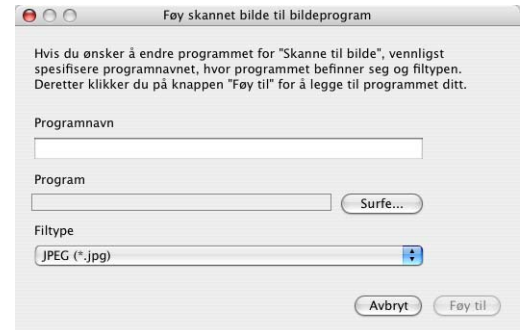 Føy skannet bilde til bildeprogram
Hvis du ønsker å endre programmet for "Skanne til bilde", vennligst
spesifisere programnavnet, hvor programmet befinner seg og filtypen.
Deretter klikker du på knappen "Føy til" for å legge til programmet ditt.
Programnavn
Program
Surfe...
Filtype
JPEG (*.jpg)
Avbryt Føy til